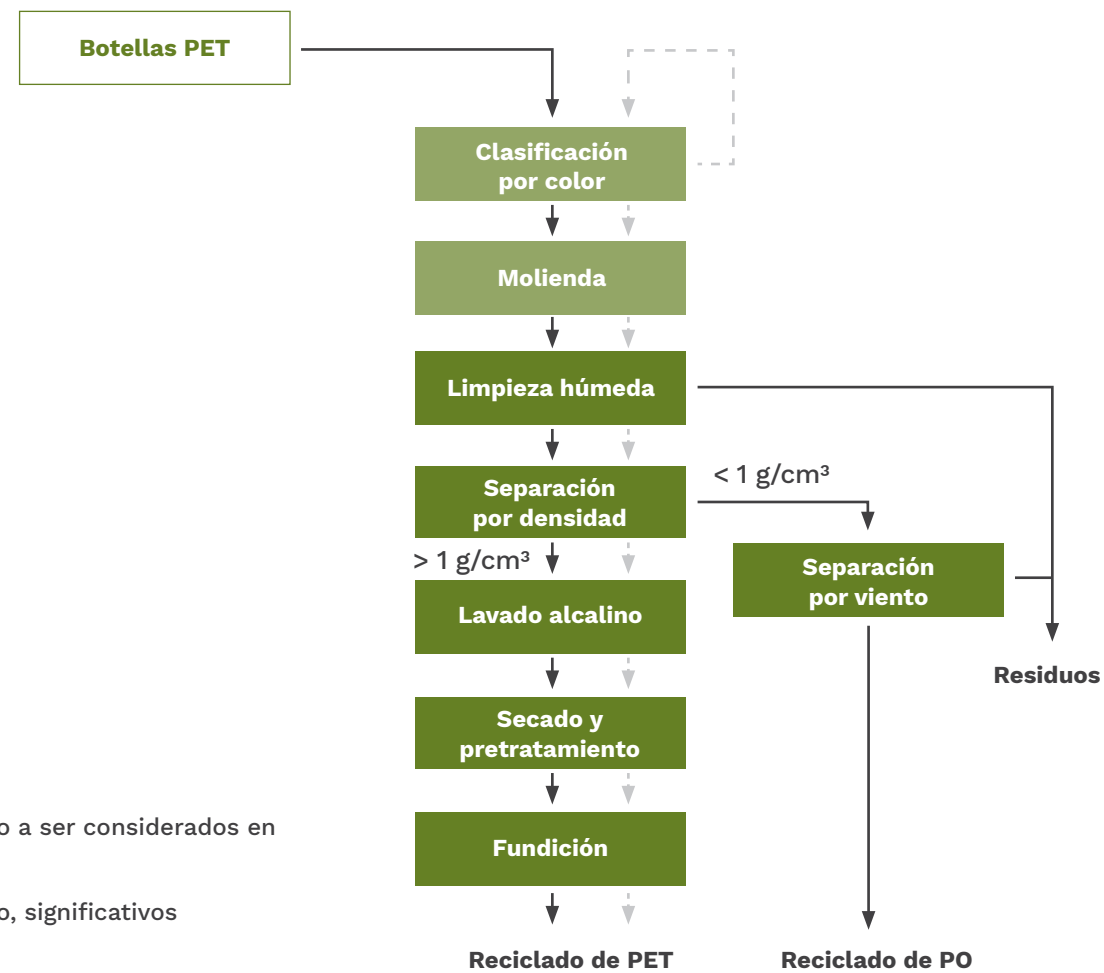 Botellas PET
Clasificación
por color
Molienda
Limpieza húmeda
< 1 g/cm³
Separación
por densidad
> 1 g/cm³
Separación
por viento
Lavado alcalino
Residuos
Secado y
pretratamiento
o a ser considerados en
Fundición
o, significativos
Reciclado de PET
Reciclado de PO